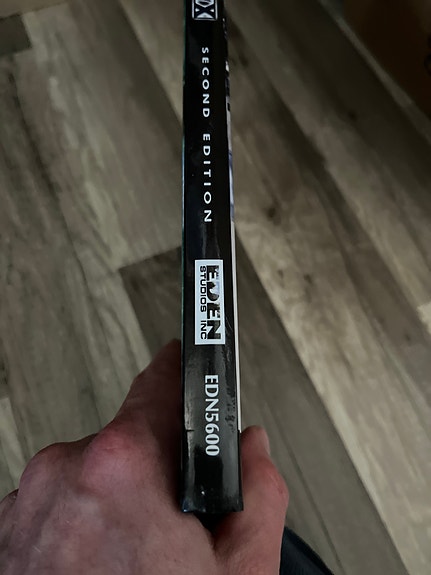 X
SECOND EDITION
EDEN
STUDIOS INC
EDN5600